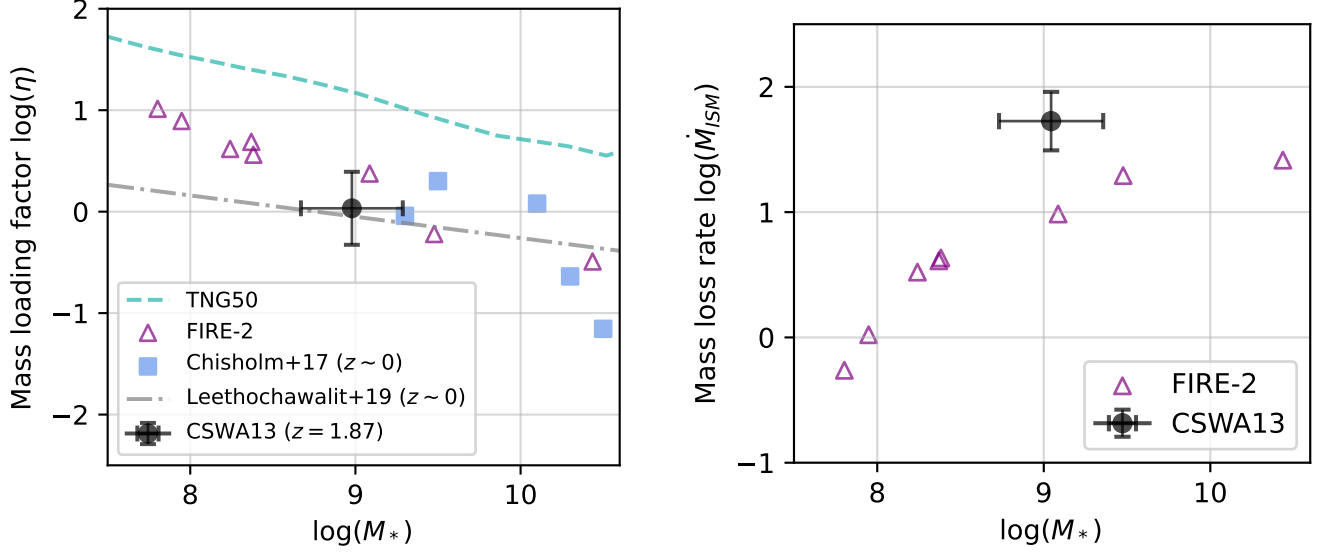 Mass loading factor log(η)
2
1
0
−1
−2
8
9
10
log(M∗)
TNG50
FIRE-2
Chisholm+17 (z ~ 0)
Leethochawalit+19 (z ~ 0)
CSWA13 (z = 1.87)
Mass loss rate log(Ṁ_ISM)
2
1
0
−1
8
9
10
log(M∗)
FIRE-2
CSWA13